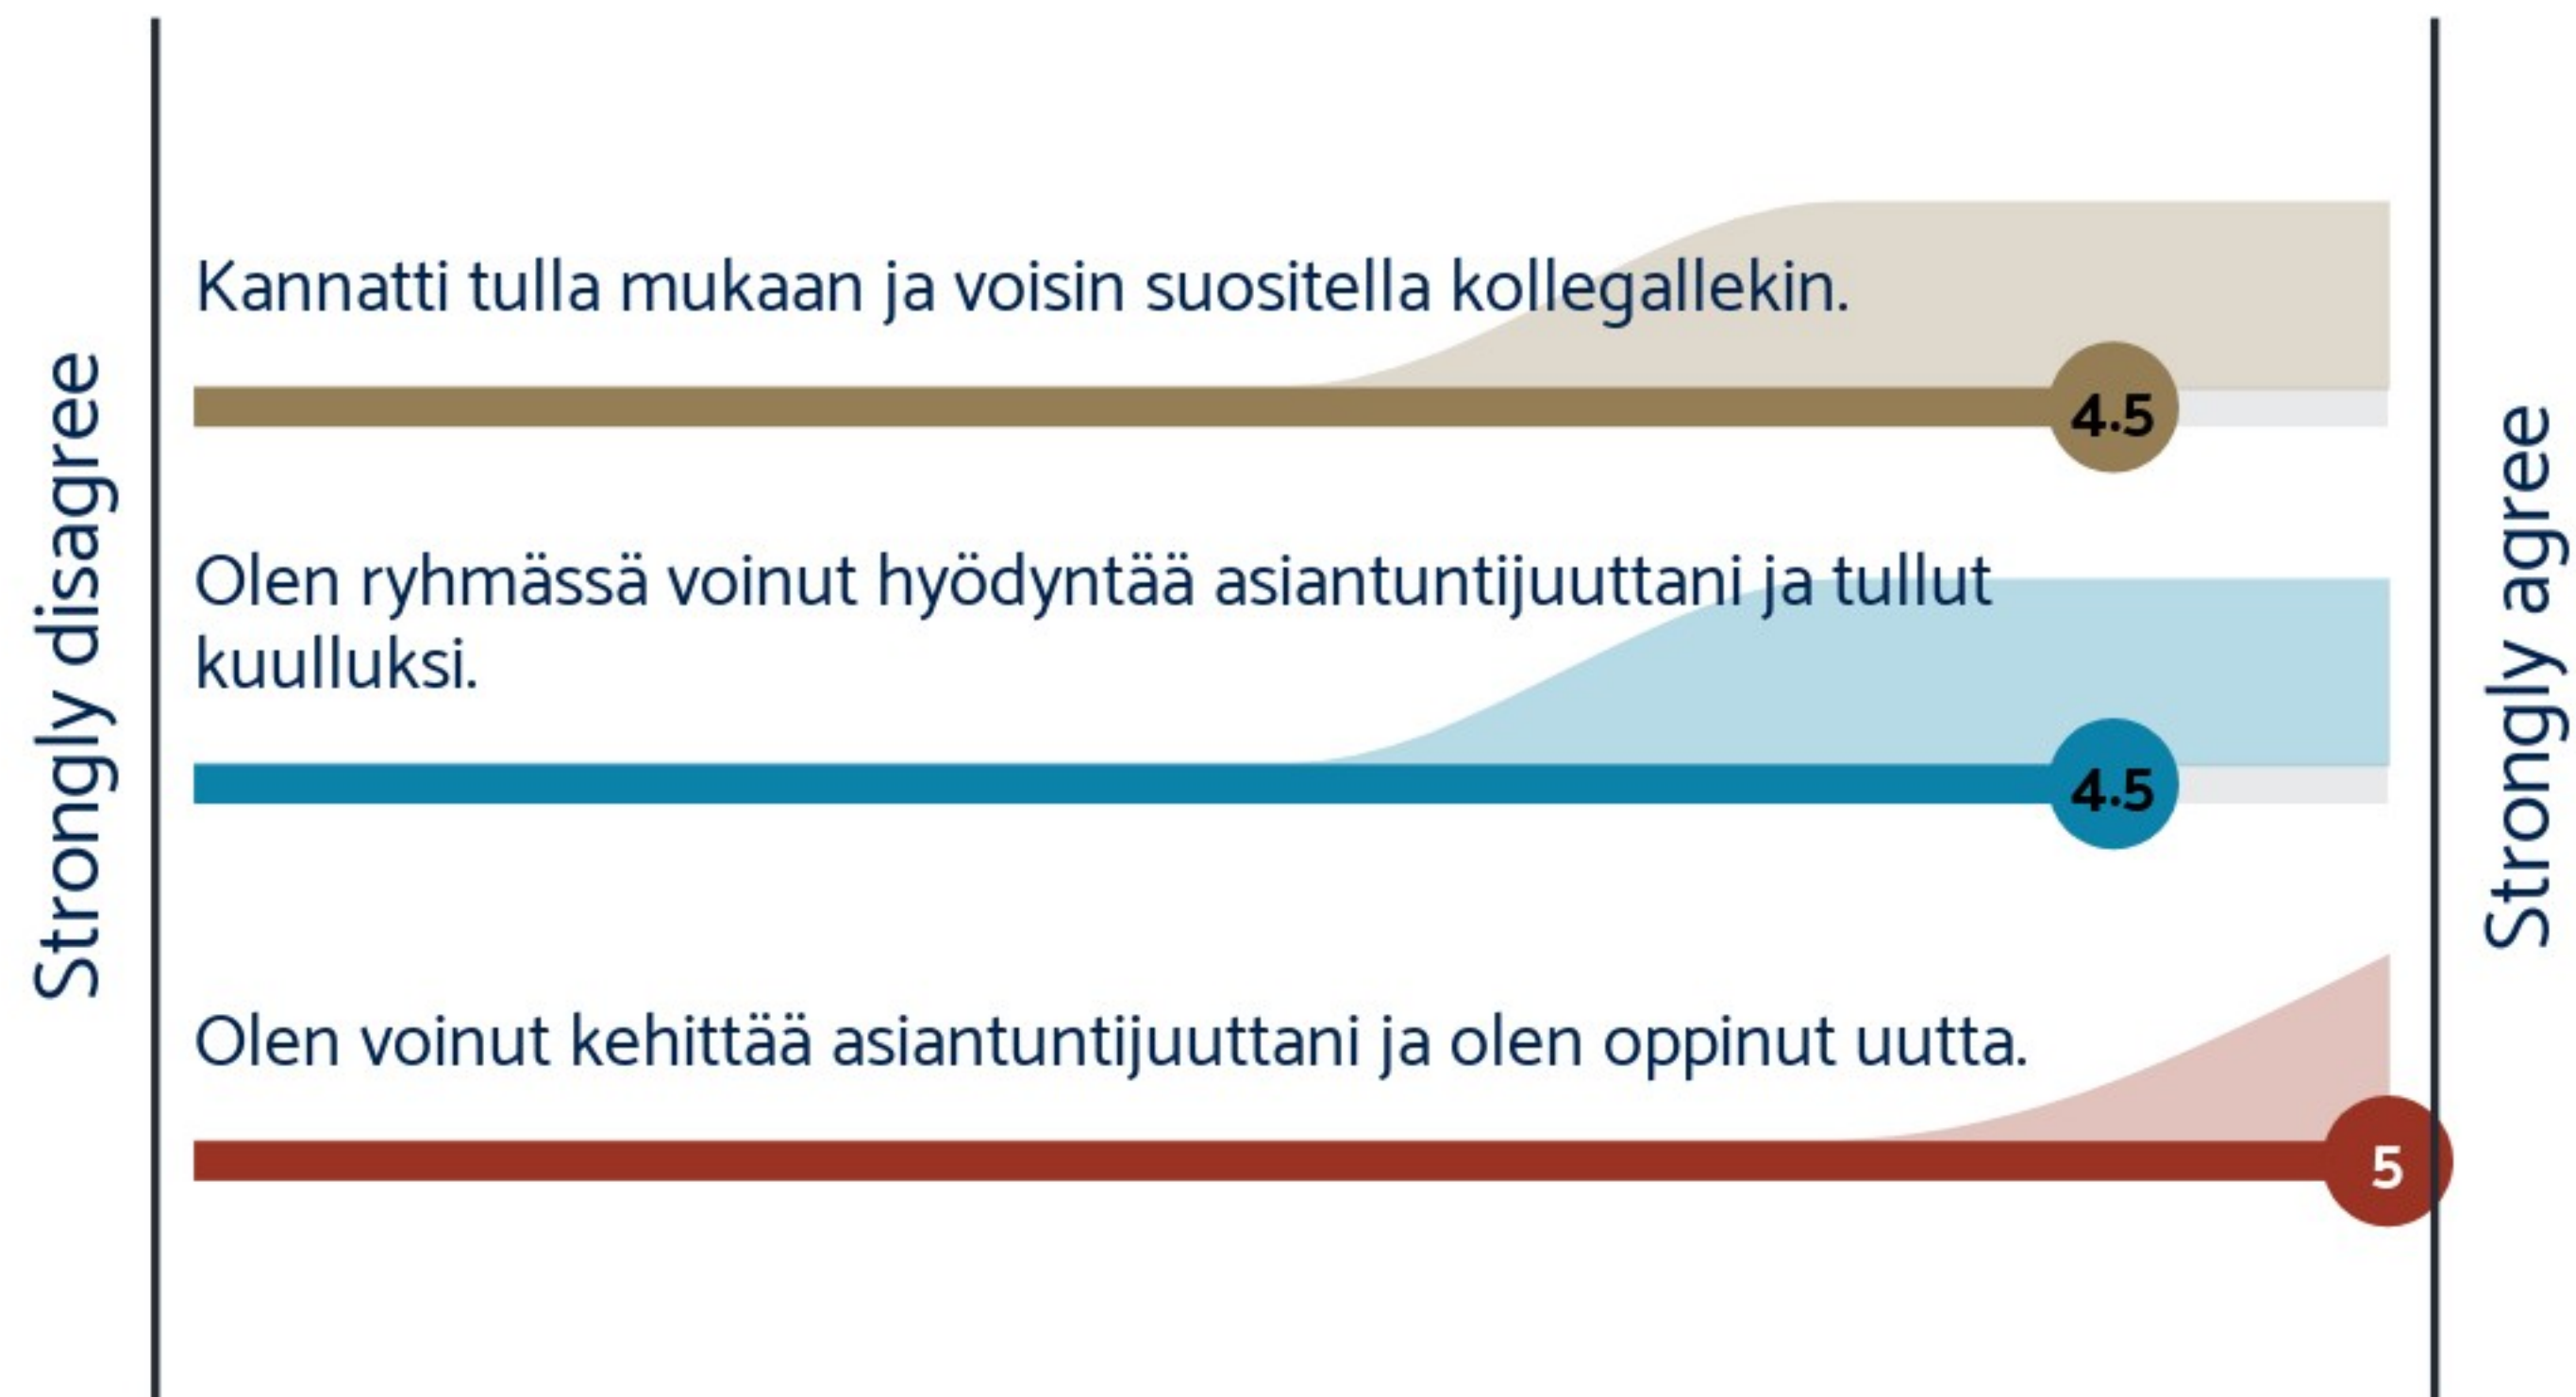 Strongly disagree
Kannatti tulla mukaan ja voisin suositella kollegallekin.
4.5
Olen ryhmässä voinut hyödyntää asiantuntijuuttani ja tullut
kuulluksi.
4.5
Olen voinut kehittää asiantuntijuuttani ja olen oppinut uutta.
5
Strongly agree